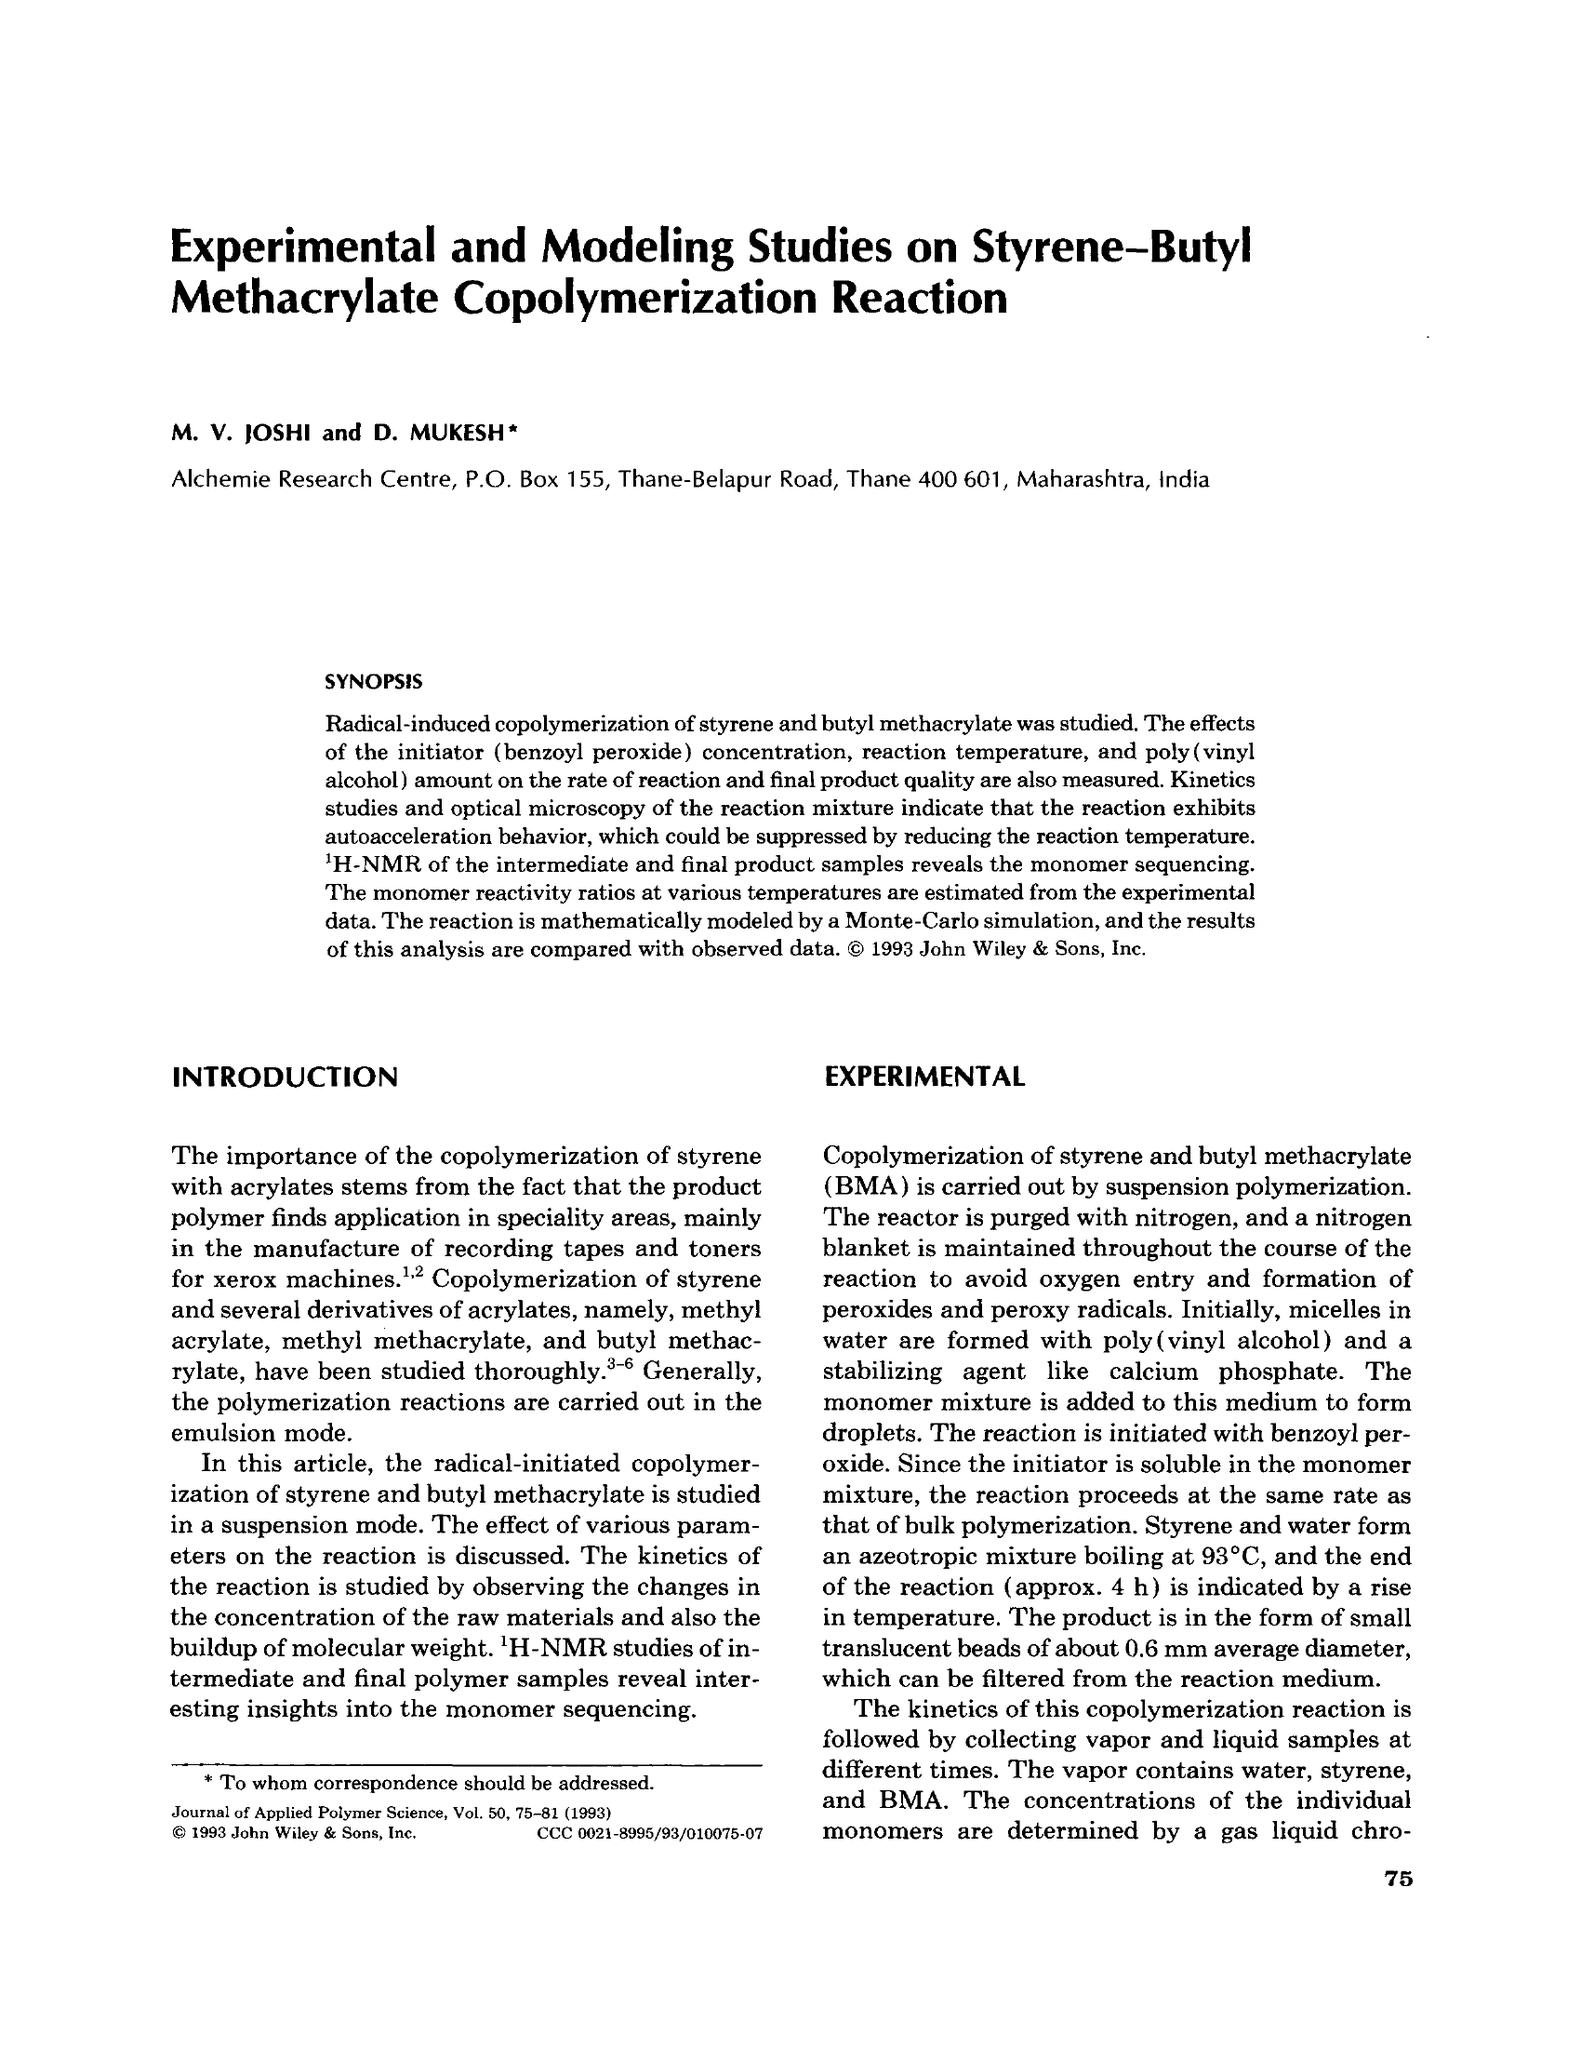 Experimental and Modeling Studies on Styrene–Butyl
Methacrylate Copolymerization Reaction
M. V. JOSHI and D. MUKESH*
Alchemie Research Centre, P.O. Box 155, Thane-Belapur Road, Thane 400 601, Maharashtra, India
SYNOPSIS
Radical-induced copolymerization of styrene and butyl methacrylate was studied. The effects
of the initiator (benzoyl peroxide) concentration, reaction temperature, and poly(vinyl
alcohol) amount on the rate of reaction and final product quality are also measured. Kinetics
studies and optical microscopy of the reaction mixture indicate that the reaction exhibits
autoacceleration behavior, which could be suppressed by reducing the reaction temperature.
¹H-NMR of the intermediate and final product samples reveals the monomer sequencing.
The monomer reactivity ratios at various temperatures are estimated from the experimental
data. The reaction is mathematically modeled by a Monte-Carlo simulation, and the results
of this analysis are compared with observed data. © 1993 John Wiley & Sons, Inc.
INTRODUCTION
The importance of the copolymerization of styrene
with acrylates stems from the fact that the product
polymer finds application in speciality areas, mainly
in the manufacture of recording tapes and toners
for xerox machines.¹,² Copolymerization of styrene
and several derivatives of acrylates, namely, methyl
acrylate, methyl methacrylate, and butyl methac-
rylate, have been studied thoroughly.³⁻⁶ Generally,
the polymerization reactions are carried out in the
emulsion mode.
In this article, the radical-initiated copolymer-
ization of styrene and butyl methacrylate is studied
in a suspension mode. The effect of various param-
eters on the reaction is discussed. The kinetics of
the reaction is studied by observing the changes in
the concentration of the raw materials and also the
buildup of molecular weight. ¹H-NMR studies of in-
termediate and final polymer samples reveal inter-
esting insights into the monomer sequencing.
* To whom correspondence should be addressed.
Journal of Applied Polymer Science, Vol. 50, 75–81 (1993)
© 1993 John Wiley & Sons, Inc. CCC 0021-8995/93/010075-07
EXPERIMENTAL
Copolymerization of styrene and butyl methacrylate
(BMA) is carried out by suspension polymerization.
The reactor is purged with nitrogen, and a nitrogen
blanket is maintained throughout the course of the
reaction to avoid oxygen entry and formation of
peroxides and peroxy radicals. Initially, micelles in
water are formed with poly(vinyl alcohol) and a
stabilizing agent like calcium phosphate. The
monomer mixture is added to this medium to form
droplets. The reaction is initiated with benzoyl per-
oxide. Since the initiator is soluble in the monomer
mixture, the reaction proceeds at the same rate as
that of bulk polymerization. Styrene and water form
an azeotropic mixture boiling at 93°C, and the end
of the reaction (approx. 4 h) is indicated by a rise
in temperature. The product is in the form of small
translucent beads of about 0.6 mm average diameter,
which can be filtered from the reaction medium.
The kinetics of this copolymerization reaction is
followed by collecting vapor and liquid samples at
different times. The vapor contains water, styrene,
and BMA. The concentrations of the individual
monomers are determined by a gas liquid chro-
75